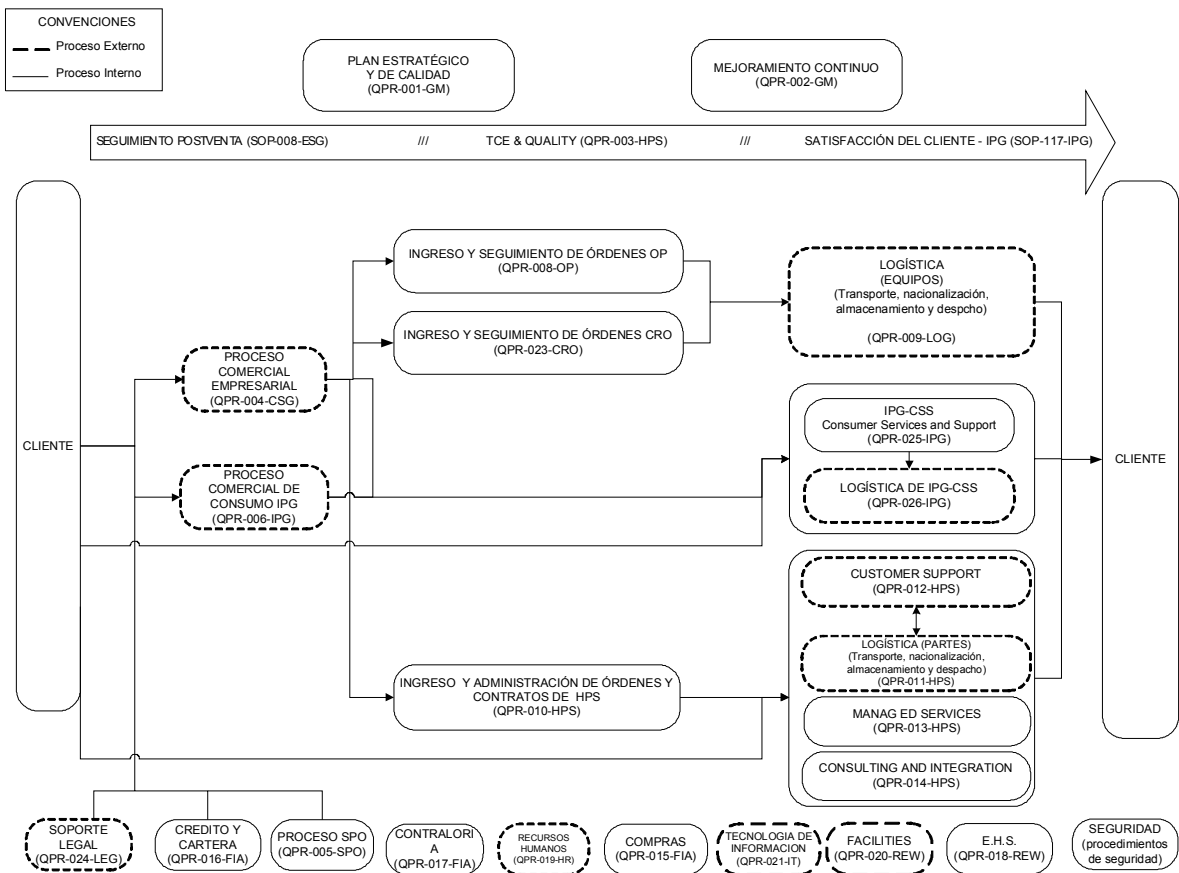 CONVENCIONES
Proceso Externo
Proceso Interno
PLAN ESTRATÉGICO
Y DE CALIDAD
(QPR-001-GM)
MEJORAMIENTO CONTINUO
(QPR-002-GM)
SEGUIMIENTO POSTVENTA (SOP-008-ESG) /// TCE & QUALITY (QPR-003-HPS) /// SATISFACCIÓN DEL CLIENTE - IPG (SOP-117-IPG)
CLIENTE
PROCESO
COMERCIAL
EMPRESARIAL
(QPR-004-CSG)
PROCESO
COMERCIAL DE
CONSUMO IPG
(QPR-006-IPG)
INGRESO Y SEGUIMIENTO DE ÓRDENES OP
(QPR-008-OP)
INGRESO Y SEGUIMIENTO DE ÓRDENES CRO
(QPR-023-CRO)
INGRESO Y ADMINISTRACIÓN DE ÓRDENES Y
CONTRATOS DE HPS
(QPR-010-HPS)
LOGÍSTICA
(EQUIPOS)
(Transporte, nacionalización,
almacenamiento y despcho)
(QPR-009-LOG)
IPG-CSS
Consumer Services and Support
(QPR-025-IPG)
LOGÍSTICA DE IPG-CSS
(QPR-026-IPG)
CUSTOMER SUPPORT
(QPR-012-HPS)
LOGÍSTICA (PARTES)
(Transporte, nacionalización,
almacenamiento y despacho)
(QPR-011-HPS)
MANAG ED SERVICES
(QPR-013-HPS)
CONSULTING AND INTEGRATION
(QPR-014-HPS)
CLIENTE
SOPORTE
LEGAL
(QPR-024-LEG)
CREDITO Y
CARTERA
(QPR-016-FIA)
PROCESO SPO
(QPR-005-SPO)
CONTRALORI
A
(QPR-017-FIA)
RECURSOS
HUMANOS
(QPR-019-HR)
COMPRAS
(QPR-015-FIA)
TECNOLOGIA DE
INFORMACION
(QPR-021-IT)
FACILITIES
(QPR-020-REW)
E.H.S.
(QPR-018-REW)
SEGURIDAD
(procedimientos
de seguridad)